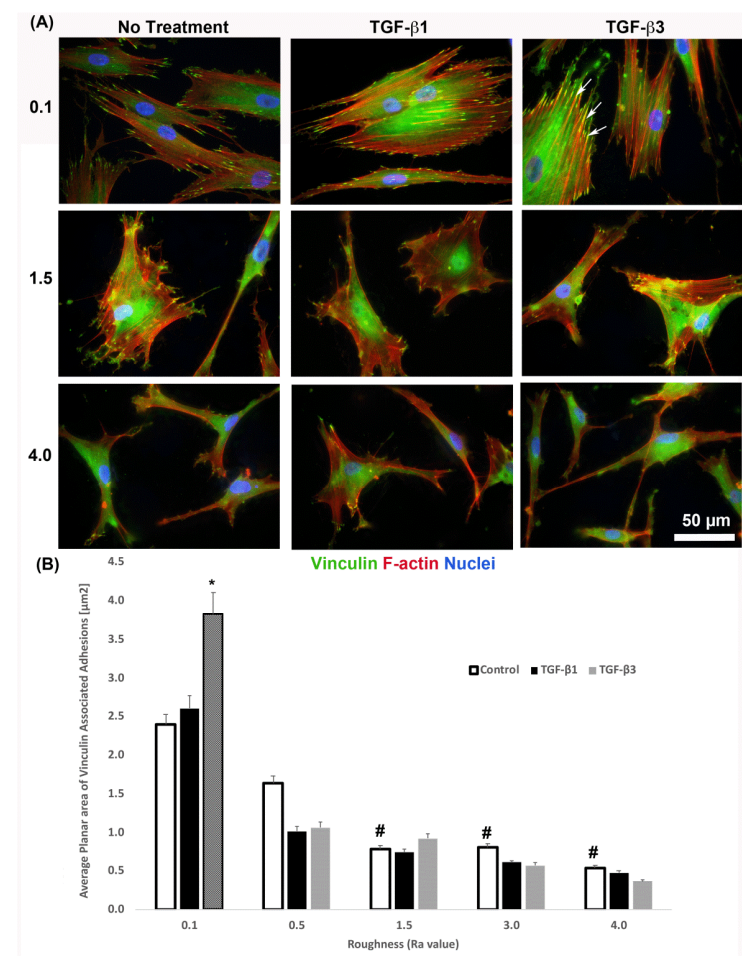 (A)
No Treatment TGF-β1 TGF-β3
0.1
1.5
4.0
50 µm
Vinculin F-actin Nuclei
(B)
Average Planar area of Vinculin Associated Adhesions [µm2]
4.5
4.0
3.5
3.0
2.5
2.0
1.5
1.0
0.5
0.0
*
# # #
Control TGF-β1 TGF-β3
0.1 0.5 1.5 3.0 4.0
Roughness (Ra value)